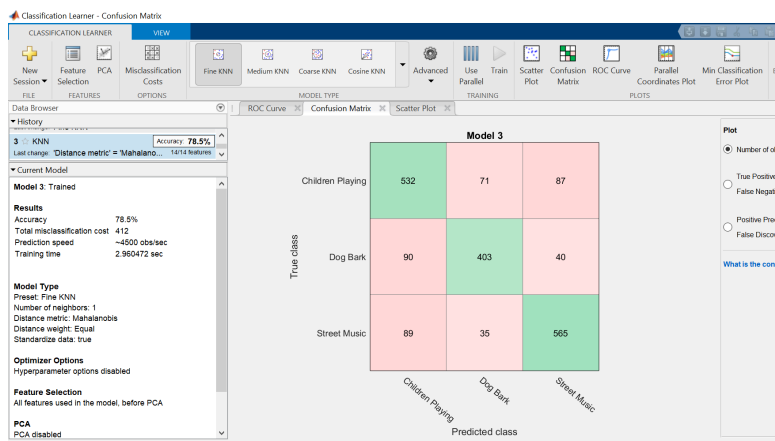 Classification Learner - Confusion Matrix
CLASSIFICATION LEARNER VIEW
New Session Feature Selection PCA Misclassification Costs Fine KNN Medium KNN Coarse KNN Cosine KNN Advanced Use Parallel Train Scatter Plot Confusion Matrix ROC Curve Parallel Coordinates Plot Min Classification Error Plot
FILE FEATURES OPTIONS MODEL TYPE TRAINING PLOTS
Data Browser
ROC Curve Confusion Matrix Scatter Plot
History
3 KNN Accuracy: 78.5%
Last change: 'Distance metric' = 'Mahalano... 14/14 features
Current Model
Model 3: Trained
Results
Accuracy 78.5%
Total misclassification cost 412
Prediction speed ~4500 obs/sec
Training time 2.960472 sec
Model Type
Preset: Fine KNN
Number of neighbors: 1
Distance metric: Mahalanobis
Distance weight: Equal
Standardize data: true
Optimizer Options
Hyperparameter options disabled
Feature Selection
All features used in the model, before PCA
PCA
PCA disabled
Model 3
True class
Children Playing 532 71 87
Dog Bark 90 403 40
Street Music 89 35 565
Children Playing Dog Bark Street Music
Predicted class
Plot
Number of ob
True Positive
False Negati
Positive Pred
False Discov
What is the con